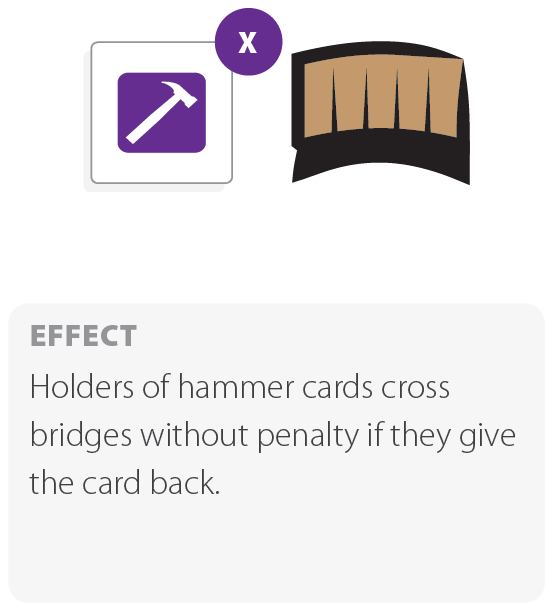 X
EFFECT
Holders of hammer cards cross
bridges without penalty if they give
the card back.